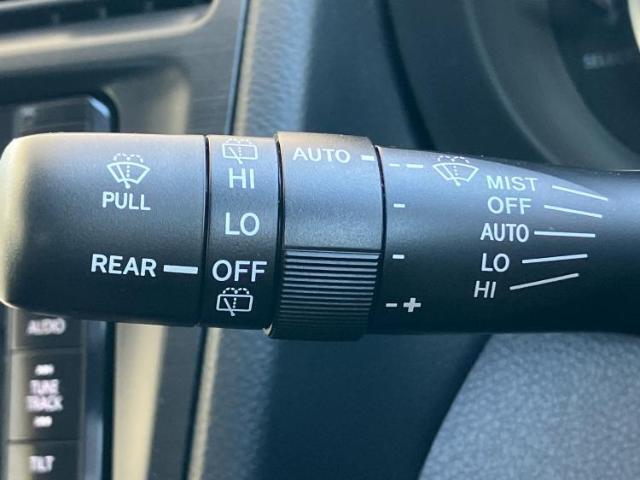 PULL
REAR
HI
LO
OFF
AUTO
- -
-
-
- +
MIST
OFF
AUTO
LO
HI
AUDIO
TUNE
TRACK
TILT